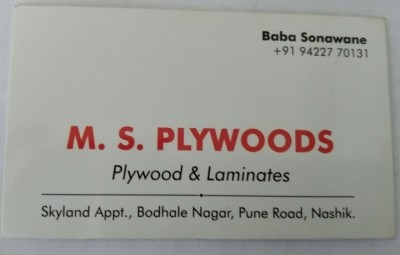 Baba Sonawane
+91 94227 70131
M. S. PLYWOODS
Plywood & Laminates
Skyland Appt., Bodhale Nagar, Pune Road, Nashik.